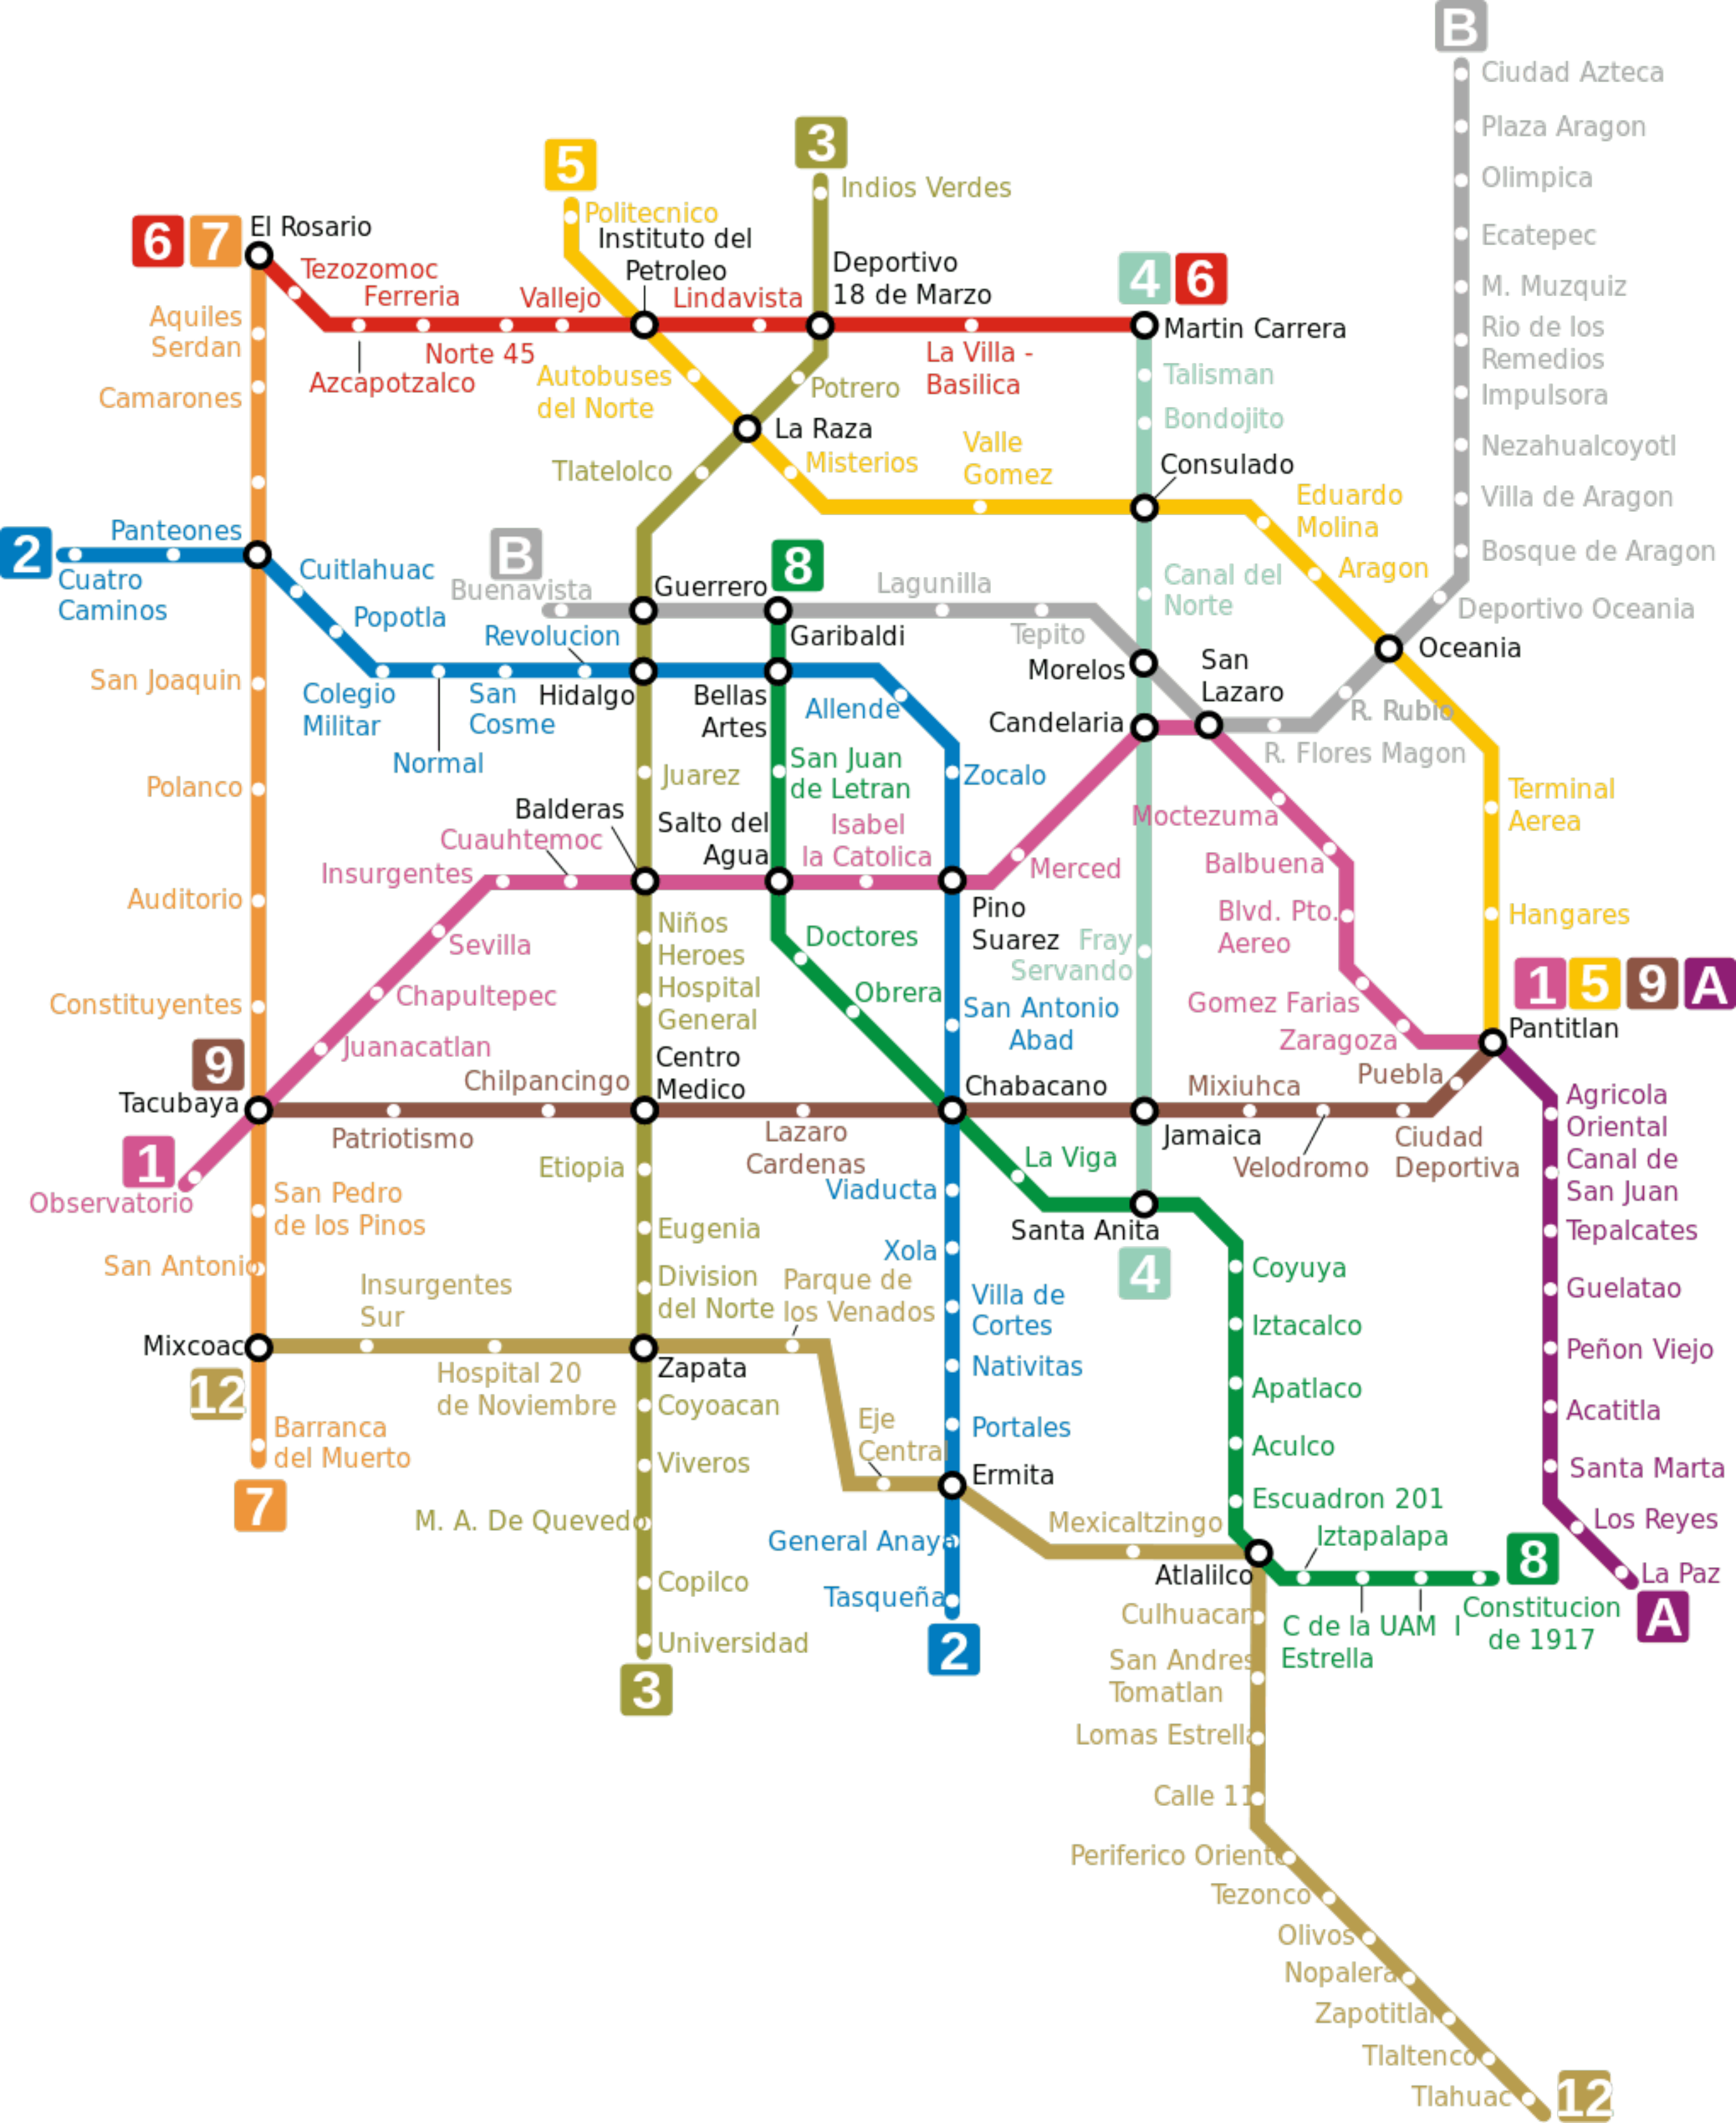 B
Ciudad Azteca
Plaza Aragon
Olimpica
Ecatepec
M. Muzquiz
Rio de los
Remedios
Impulsora
Nezahualcoyotl
Villa de Aragon
Bosque de Aragon
Deportivo Oceania
Oceania
R. Rubio
R. Flores Magon
5
Politecnico
Instituto del
Petroleo
3
Indios Verdes
Deportivo
18 de Marzo
6 7
El Rosario
Tezozomoc
Ferreria
Vallejo
Lindavista
Norte 45
Azcapotzalco
La Villa -
Basilica
4 6
Martin Carrera
Talisman
Bondojito
Consulado
Aquiles
Serdan
Camarones
Autobuses
del Norte
Potrero
La Raza
Misterios
Tlatelolco
Valle
Gomez
Eduardo
Molina
Aragon
2
Panteones
Cuatro
Caminos
Cuitlahuac
Popotla
B
Buenavista
Guerrero
8
Garibaldi
Lagunilla
Tepito
Canal del
Norte
Morelos
San
Lazaro
Candelaria
Revolucion
Colegio
Militar
San
Cosme
Normal
Hidalgo
Bellas
Artes
Allende
San Joaquin
Polanco
Auditorio
Constituyentes
Juarez
San Juan
de Letran
Zocalo
Balderas
Cuauhtemoc
Insurgentes
Salto del
Agua
Isabel
la Catolica
Merced
Moctezuma
Balbuena
Blvd. Pto.
Aereo
Gomez Farias
Zaragoza
Terminal
Aerea
Hangares
1 5 9 A
Pantitlan
Sevilla
Chapultepec
Juanacatlan
Niños
Heroes
Hospital
General
Doctores
Obrera
Pino
Suarez
Fray
Servando
San Antonio
Abad
9
Tacubaya
1
Observatorio
Patriotismo
Chilpancingo
Centro
Medico
Lazaro
Cardenas
Chabacano
Mixiuhca
Puebla
Jamaica
Velodromo
Ciudad
Deportiva
La Viga
Santa Anita
4
Agricola
Oriental
Canal de
San Juan
Tepalcates
Guelatao
Peñon Viejo
Acatitla
Santa Marta
Los Reyes
La Paz
A
San Pedro
de los Pinos
San Antonio
Mixcoac
12
Barranca
del Muerto
7
Insurgentes
Sur
Hospital 20
de Noviembre
Etiopia
Eugenia
Division
del Norte
Parque de
los Venados
Zapata
Coyoacan
Viveros
M. A. De Quevedo
Copilco
Universidad
3
Viaducta
Xola
Villa de
Cortes
Nativitas
Portales
Eje
Central
Ermita
General Anaya
Tasqueña
2
Coyuya
Iztacalco
Apatlaco
Aculco
Escuadron 201
Mexicaltzingo
Atlalilco
Iztapalapa
8
C de la
Estrella
UAM I
Constitucion
de 1917
Culhuacan
San Andres
Tomatlan
Lomas Estrella
Calle 11
Periferico Oriente
Tezonco
Olivos
Nopalera
Zapotitlan
Tlaltenco
Tlahuac
12